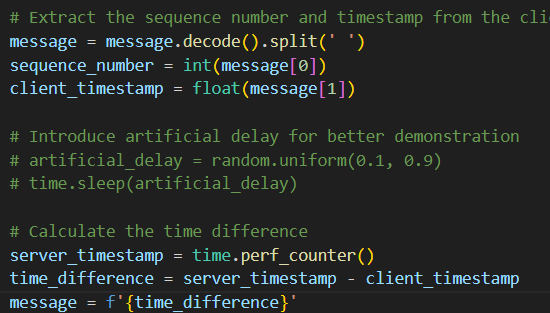 # Extract the sequence number and timestamp from the
message = message.decode().split(' ')
sequence_number = int(message[0])
client_timestamp = float(message[1])
# Introduce artificial delay for better demonstration
# artificial_delay = random.uniform(0.1, 0.9)
# time.sleep(artificial_delay)
# Calculate the time difference
server_timestamp = time.perf_counter()
time_difference = server_timestamp - client_timestamp
message = f'{time_difference}'